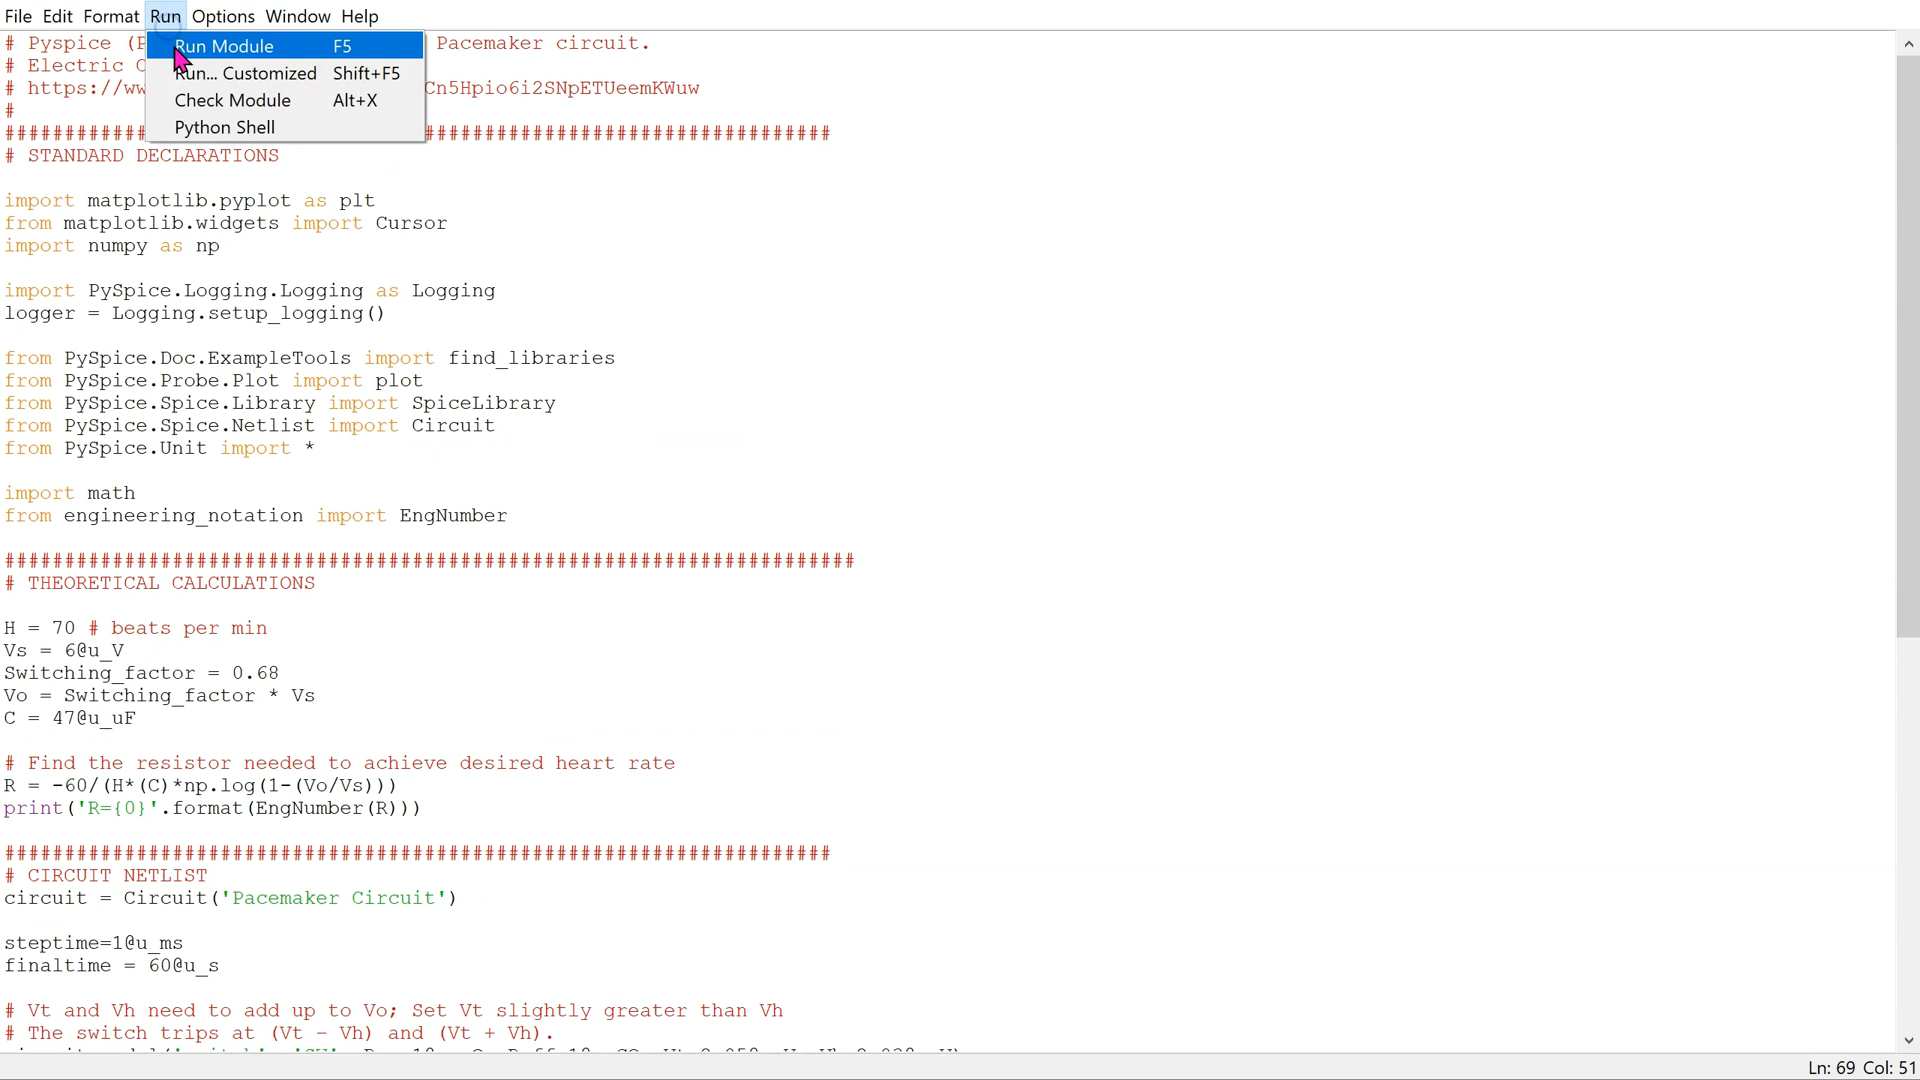 File Edit Format Run Options Window Help
Run Module F5
Run... Customized Shift+F5
Check Module Alt+X
Python Shell
# Pyspice ( Pacemaker circuit.
# Electric
# https://ww Cn5Hpio6i2SNpETUeemKWuw
#
# STANDARD DECLARATIONS
import matplotlib.pyplot as plt
from matplotlib.widgets import Cursor
import numpy as np
import PySpice.Logging.Logging as Logging
logger = Logging.setup_logging()
from PySpice.Doc.ExampleTools import find_libraries
from PySpice.Probe.Plot import plot
from PySpice.Spice.Library import SpiceLibrary
from PySpice.Spice.Netlist import Circuit
from PySpice.Unit import *
import math
from engineering_notation import EngNumber
#######################################################################
# THEORETICAL CALCULATIONS
H = 70 # beats per min
Vs = 6@u_V
Switching_factor = 0.68
Vo = Switching_factor * Vs
C = 47@u_uF
# Find the resistor needed to achieve desired heart rate
R = -60/(H*(C)*np.log(1-(Vo/Vs)))
print('R={0}'.format(EngNumber(R)))
#####################################################################
# CIRCUIT NETLIST
circuit = Circuit('Pacemaker Circuit')
steptime=1@u_ms
finaltime = 60@u_s
# Vt and Vh need to add up to Vo; Set Vt slightly greater than Vh
# The switch trips at (Vt - Vh) and (Vt + Vh).
Ln: 69 Col: 51